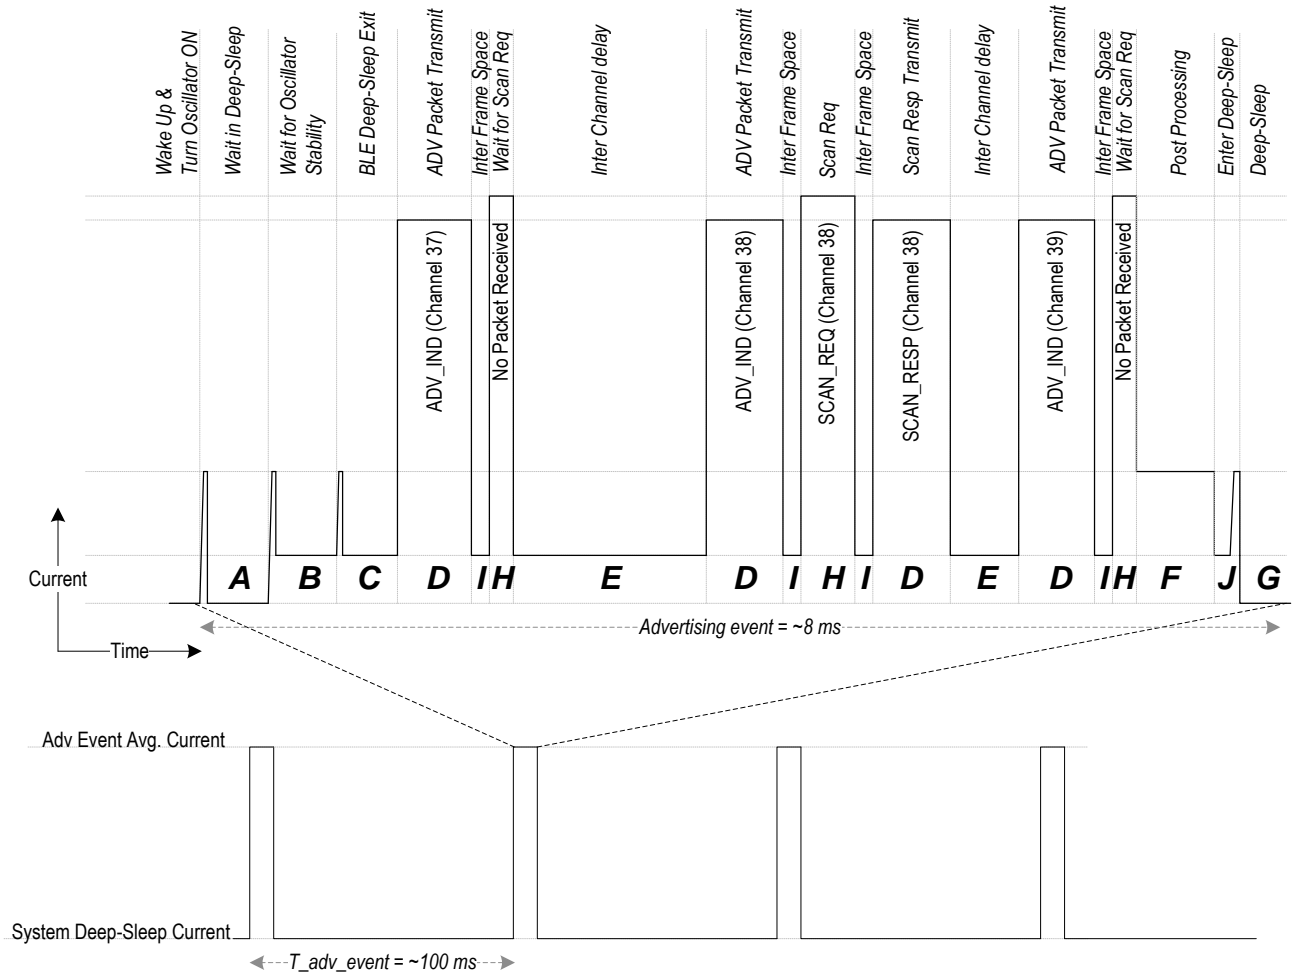 Wake Up &
Turn Oscillator ON
Wait in Deep-Sleep
Wait for Oscillator
Stability
BLE Deep-Sleep Exit
ADV Packet Transmit
Inter Frame Space
Wait for Scan Req
Inter Channel delay
ADV Packet Transmit
Inter Frame Space
Scan Req
Inter Frame Space
Scan Resp Transmit
Inter Channel delay
ADV Packet Transmit
Inter Frame Space
Wait for Scan Req
Post Processing
Enter Deep-Sleep
Deep-Sleep
ADV_IND (Channel 37)
No Packet Received
ADV_IND (Channel 38)
SCAN_REQ (Channel 38)
SCAN_RESP (Channel 38)
ADV_IND (Channel 39)
No Packet Received
Current
A B C D I H E D I H I D E D I H F J G
Advertising event = ~8 ms
Time
Adv Event Avg. Current
System Deep-Sleep Current
T_adv_event = ~100 ms